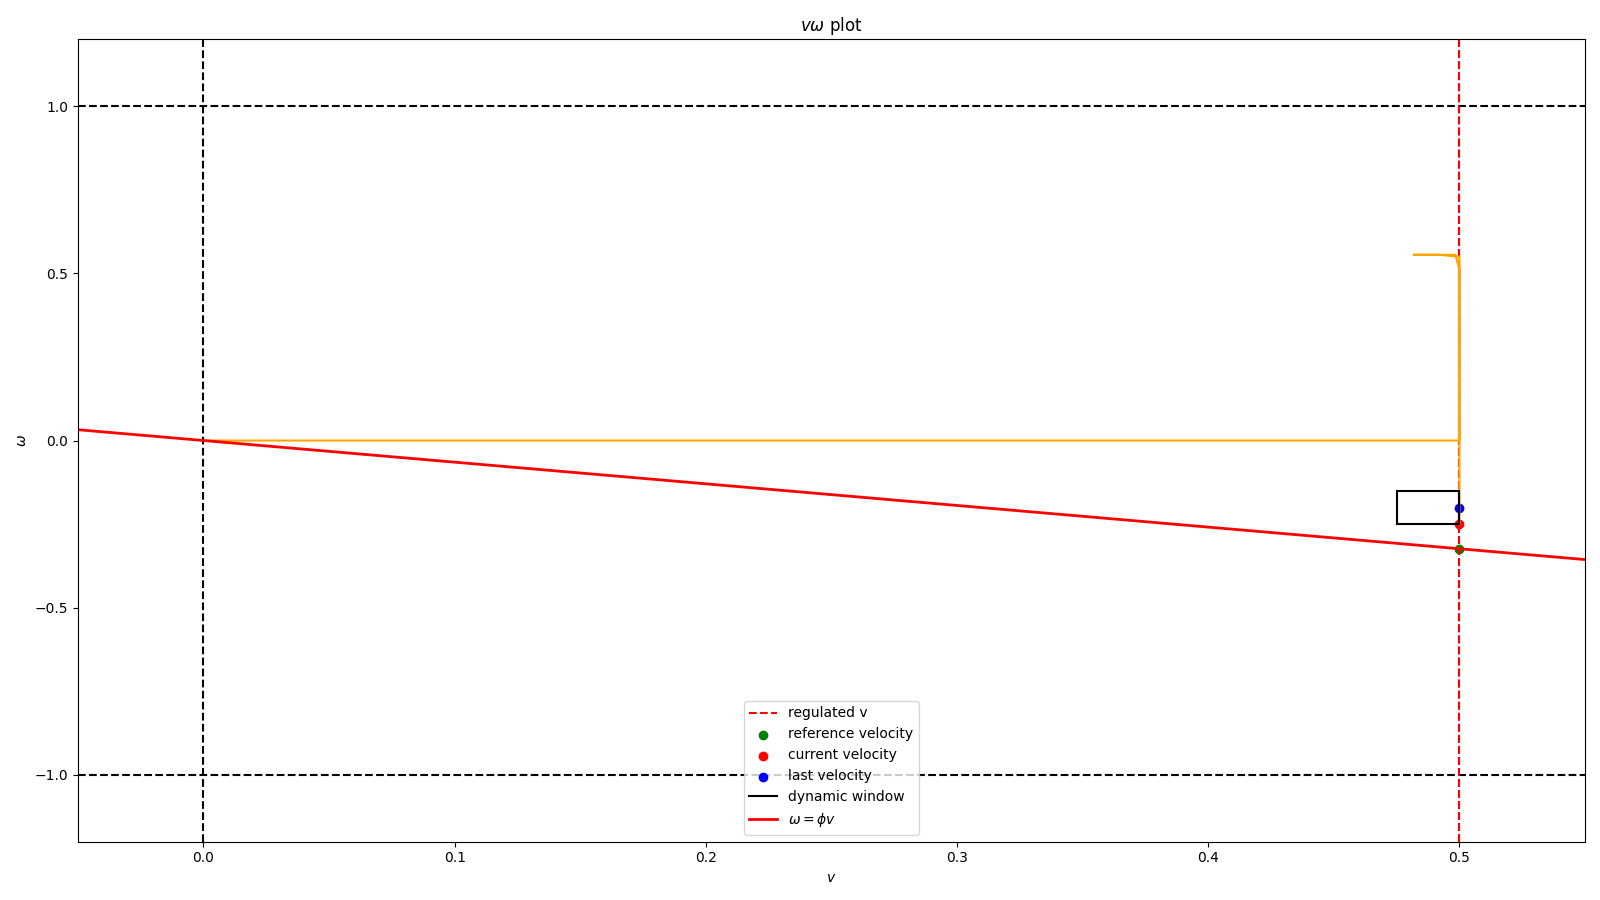 vω plot
1.0
0.5
0.0
−0.5
−1.0
ω
0.0 0.1 0.2 0.3 0.4 0.5
v
regulated v
reference velocity
current velocity
last velocity
dynamic window
ω = ϕv